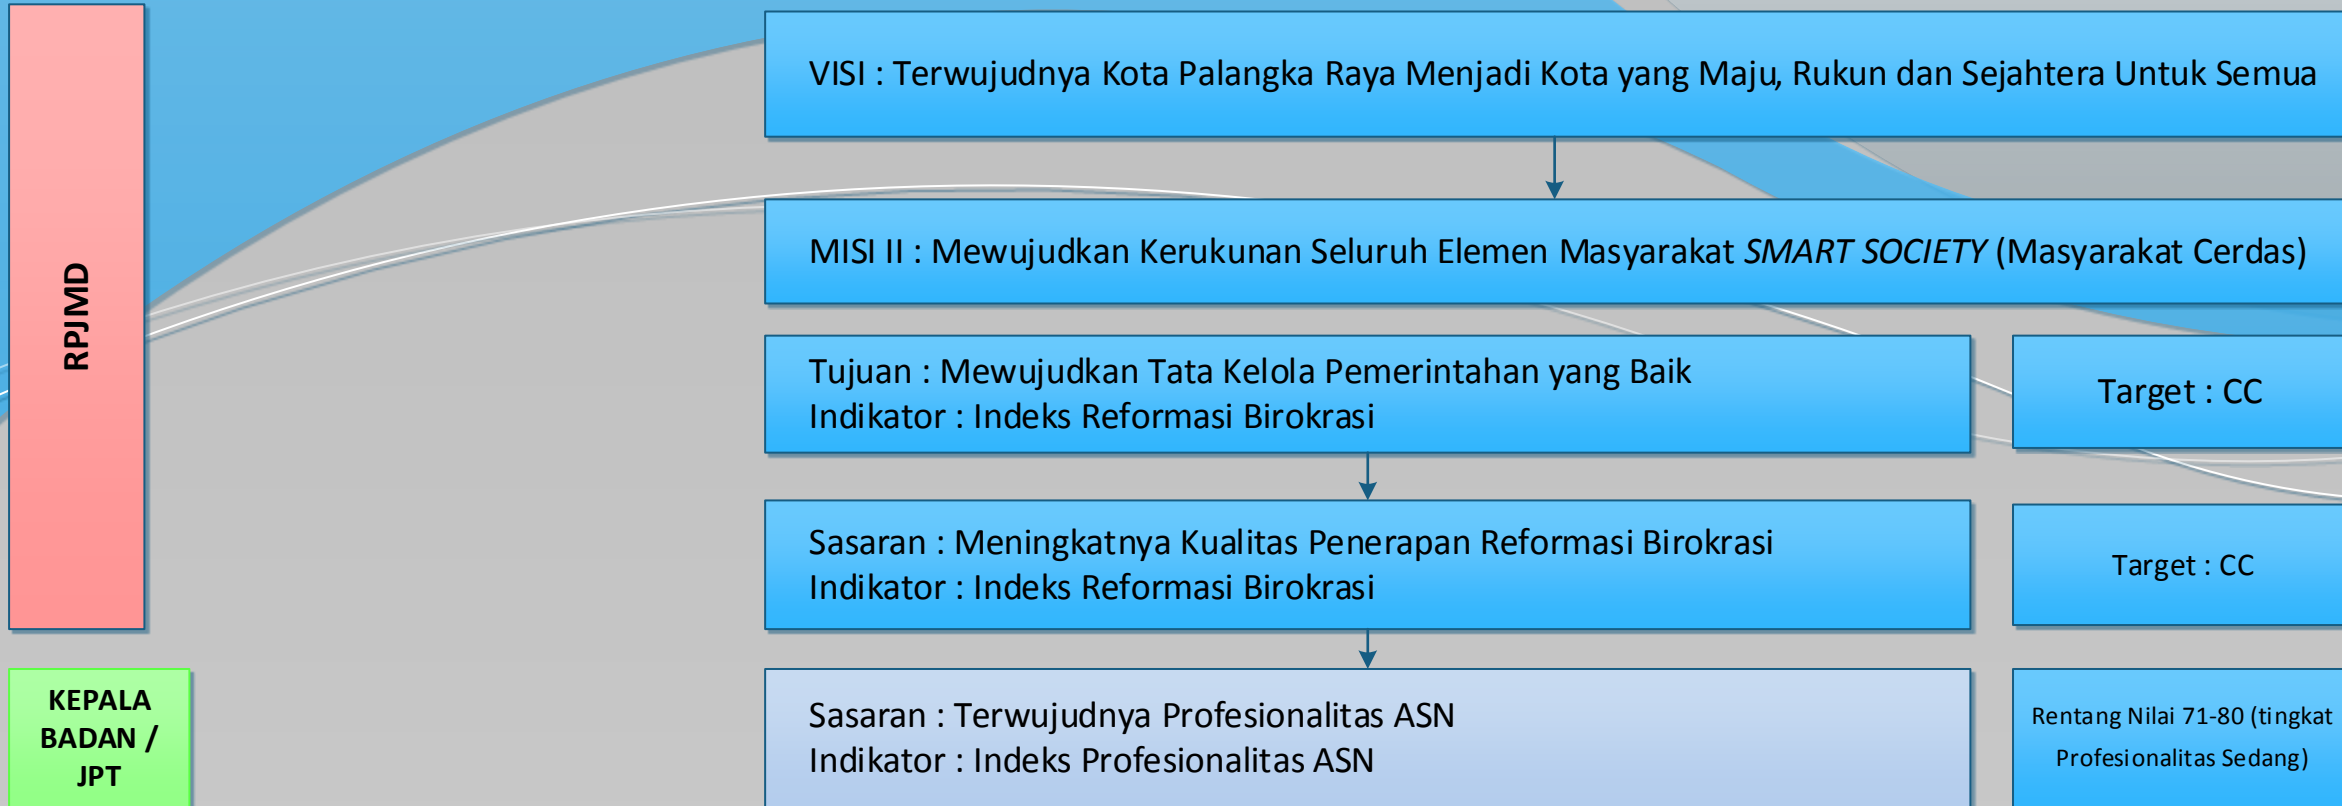 RPJMD
VISI : Terwujudnya Kota Palangka Raya Menjadi Kota yang Maju, Rukun dan Sejahtera Untuk Semua
MISI II : Mewujudkan Kerukunan Seluruh Elemen Masyarakat SMART SOCIETY (Masyarakat Cerdas)
Tujuan : Mewujudkan Tata Kelola Pemerintahan yang Baik
Indikator : Indeks Reformasi Birokrasi
Target : CC
Sasaran : Meningkatnya Kualitas Penerapan Reformasi Birokrasi
Indikator : Indeks Reformasi Birokrasi
Target : CC
KEPALA
BADAN /
JPT
Sasaran : Terwujudnya Profesionalitas ASN
Indikator : Indeks Profesionalitas ASN
Rentang Nilai 71-80 (tingkat
Profesionalitas Sedang)